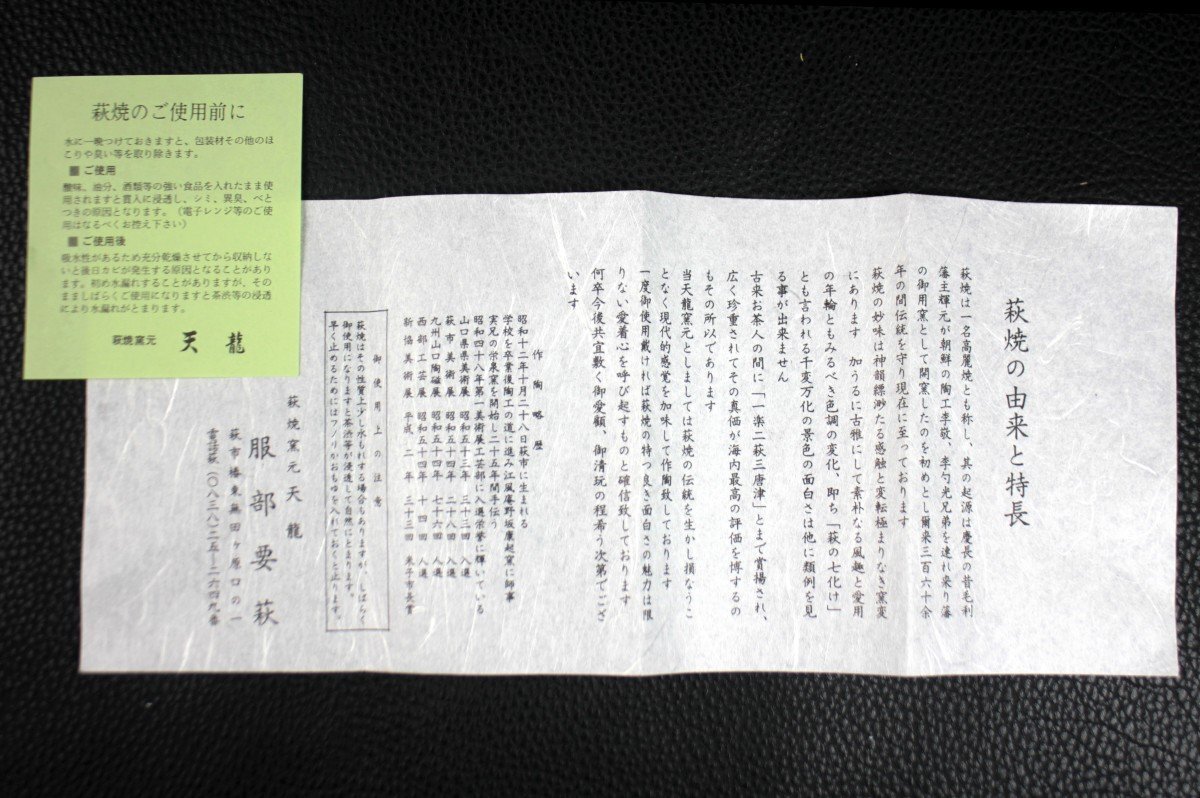 萩焼のご使用前に
水に一晩つけておきますと、包装材その他のほ
こりや臭い等を取り除きます。
■ご使用
酸味、油分、酒類等の強い食品を入れたまま使
用されますと貫入に浸透し、シミ、異臭、べと
つきの原因となります。(電子レンジ等のご使
用はなるべくお控え下さい)
■ご使用後
吸水性があるため充分乾燥させてから収納しな
いと後日カビが発生する原因となることがあり
ます。初め水漏れすることがありますが、その
まましばらくご使用になりますと茶渋等の浸透
により水漏れがとまります。
萩焼窯元 天龍
萩焼の由来と特長
萩焼は一名高麗焼とも称し、其の起源は慶長の昔毛利
藩主輝元が朝鮮の陶工李敬、李勺光兄弟を連れ来り藩
の御用窯として開窯したのを初めとし爾来三百六十余
年の間伝統を守り現在に至っております
萩焼の妙味は神韻縹渺たる感触と変転極まりなき窯変
にあります 加うるに古雅にして素朴なる風趣と愛用
の年輪ともみるべき色調の変化、即ち「萩の七化け」
とも言われる千変万化の景色の面白さは他に類例を見
る事が出来ません
古来お茶人の間に「一楽二萩三唐津」とまで賞揚され、
広く珍重されてその真価が海内最高の評価を博するの
もその所以であります
当天龍窯元としましては萩焼の伝統を生かし損なうこ
となく現代的感覚を加味して作陶致しております
一度御使用戴ければ萩焼の特つ良き面白さの魅力は限
りない愛着心を呼び起すものと確信致しております
何卒今後共宜敷く御愛顧、御清玩の程希う次第でござ
います
作陶略歴
昭和十二年十月二十八日萩市に生まれる
学校を卒業後陶工の道に進み江風庵野坂康起窯に師事
実兄の栄泉窯を開始し二十五年間手伝う
昭和四十八年第一美術展工芸部に入選栄誉に輝いている
山口県美術展 昭和五十三年 三十二回 入選
萩市美術展 昭和五十四年 二十八回 入選
九州山口陶磁展 昭和五十四年 七十六回 入選
西部工芸展 昭和五十四年 十四回 入選
新協美術展 平成二年 三十三回 米子市長賞
御使用上の注意
萩焼はその性質上少し水もれする場合もありますが、しばらく
御使用になりますと茶渋等が浸透して自然にとまります。
早く止めるためにはフノリかおもゆを入れておくと止ります。
萩焼窯元天龍
服部要萩
萩市椿東無田ヶ原口の一
電話萩(〇八三八)二五―二六四九番